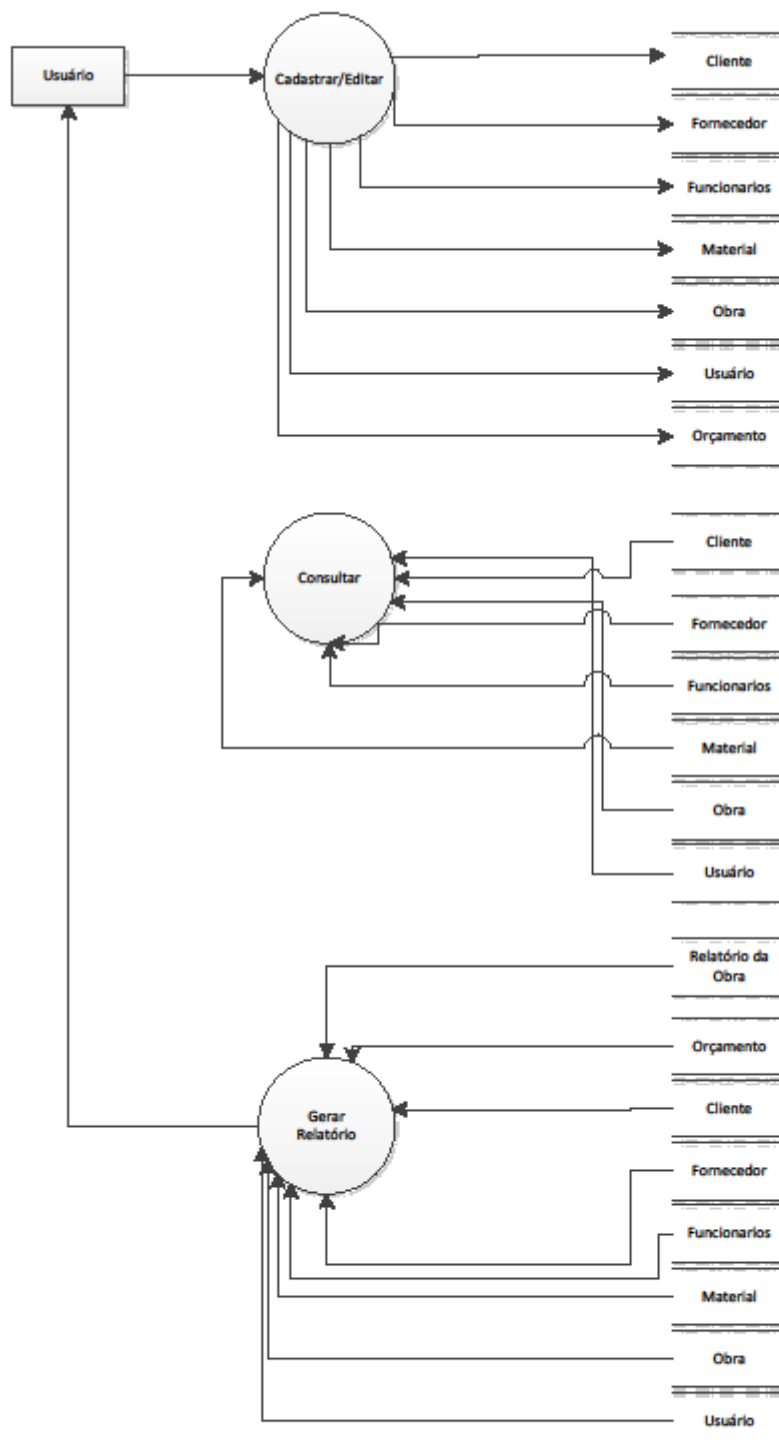 Usuário
Cadastrar/Editar
Cliente
Fornecedor
Funcionarios
Material
Obra
Usuário
Orçamento
Consultar
Cliente
Fornecedor
Funcionarios
Material
Obra
Usuário
Relatório da
Obra
Orçamento
Gerar
Relatório
Cliente
Fornecedor
Funcionarios
Material
Obra
Usuário